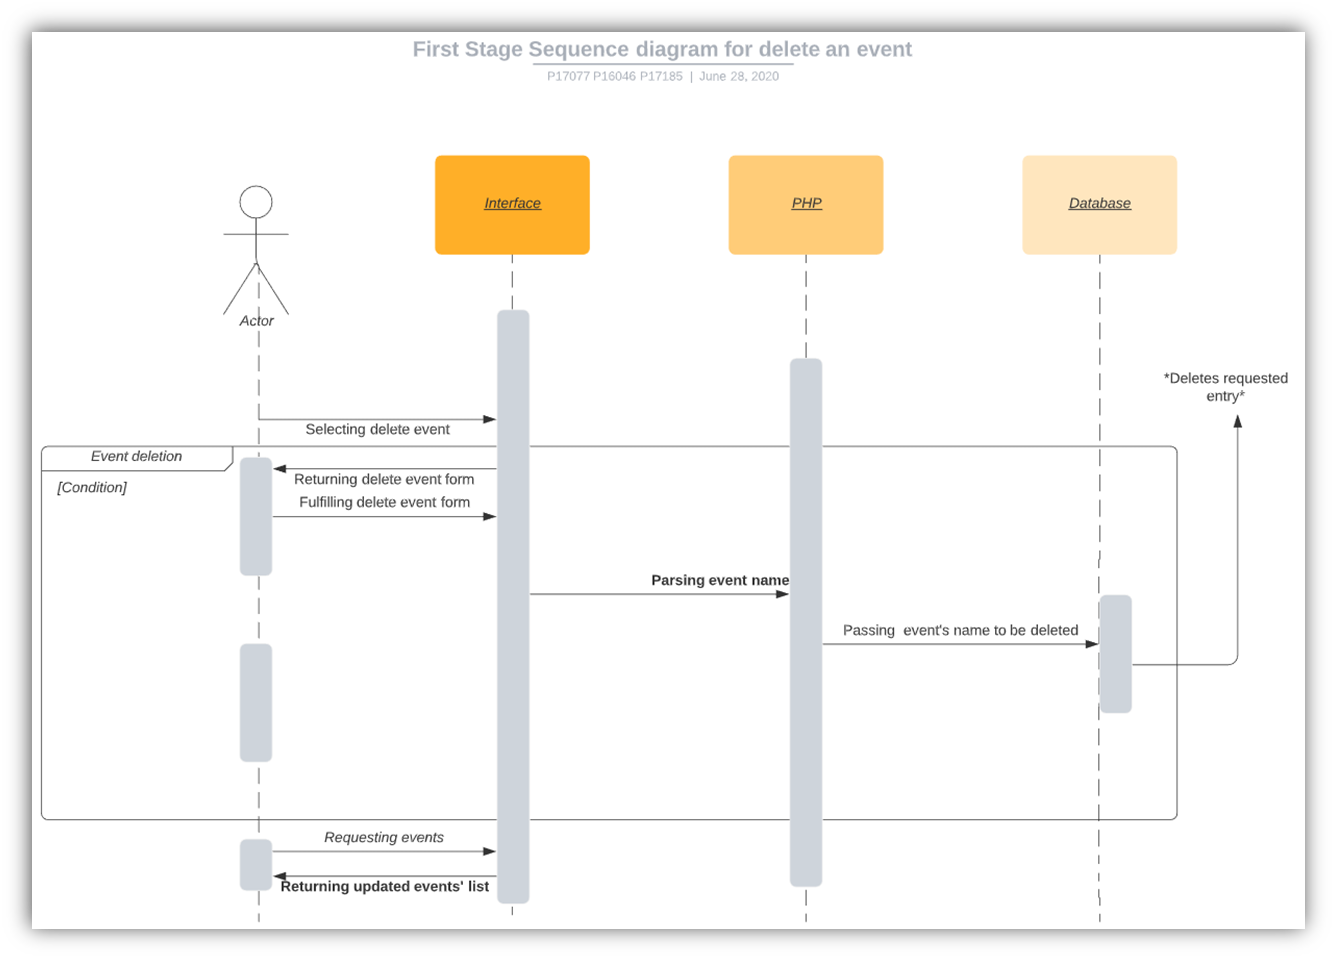 First Stage Sequence diagram for delete an event
P17077 P16046 P17185 | June 28, 2020
Interface
PHP
Database
Actor
*Deletes requested
entry*
Selecting delete event
Event deletion
[Condition]
Returning delete event form
Fulfilling delete event form
Parsing event name
Passing event's name to be deleted
Requesting events
Returning updated events' list